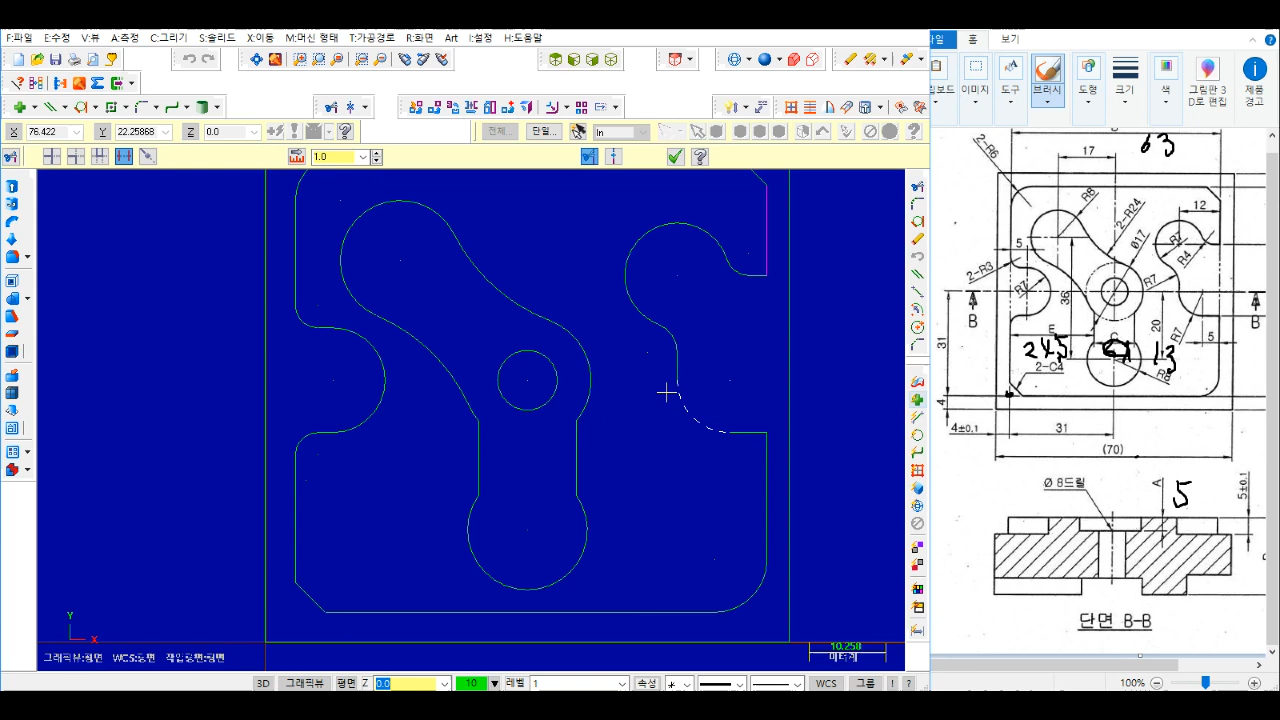 F:파일 E:수정 V:뷰 A:측정 C:그리기 S:솔리드 X:이동 M:머신 형태 T:가공경로 R:화면 Art I:설정 H:도움말
홈 보기
이미지 도구 브러시 도형 크기 색 그림판 3D로 편집 제품 경고
X 76.422 Y 22.25868 Z 0.0 전체... 단일... In
1.0
63
2-R6
17
R8
2-R24
12
5
Ø17
R7
R4
2-R3
R7
R7
36
B
B
20
31
E
C
R7
5
24.5
13
2-C4
R8
4
4±0.1
31
(70)
Ø 8드릴
A
5
5±0.1
단면 B-B
Y
X
그래픽뷰:평면 WCS:평면 작업평면:평면
10.258
미터계
3D 그래픽뷰 평면 Z 0.0 10 레벨 1 속성 WCS 그룹 ! ?
100%